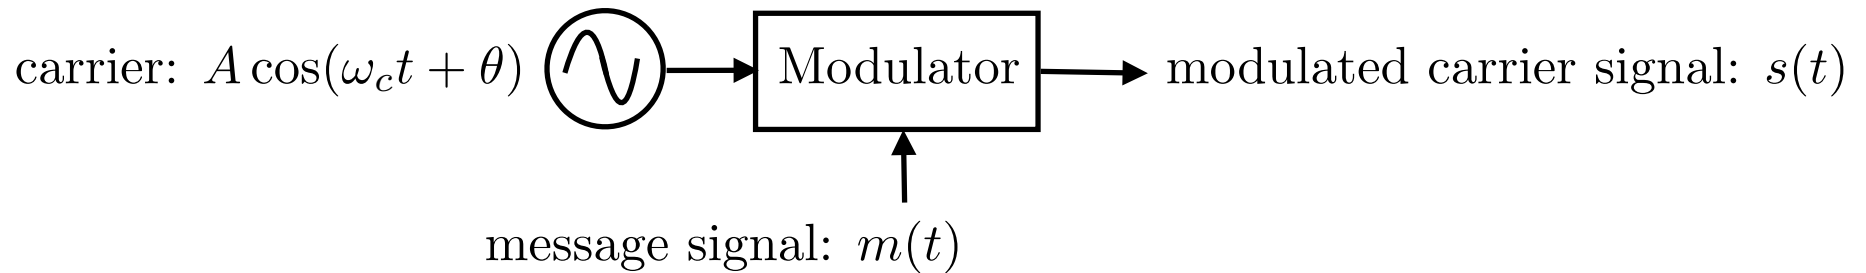 carrier: A cos(ω_c t + θ) Modulator modulated carrier signal: s(t)
message signal: m(t)